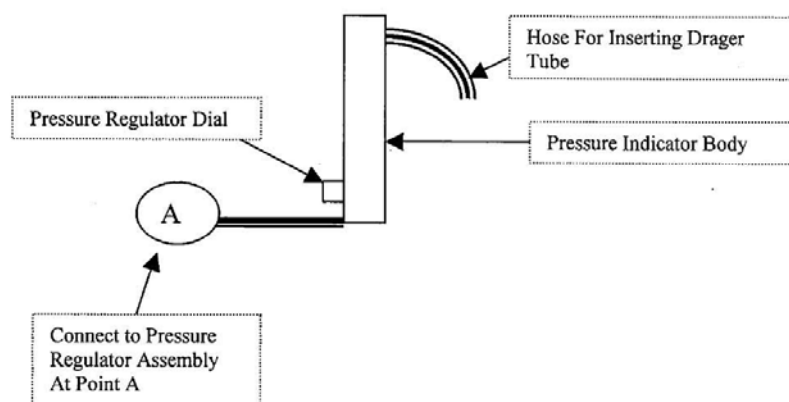 Hose For Inserting Drager
Tube
Pressure Regulator Dial
Pressure Indicator Body
A
Connect to Pressure
Regulator Assembly
At Point A